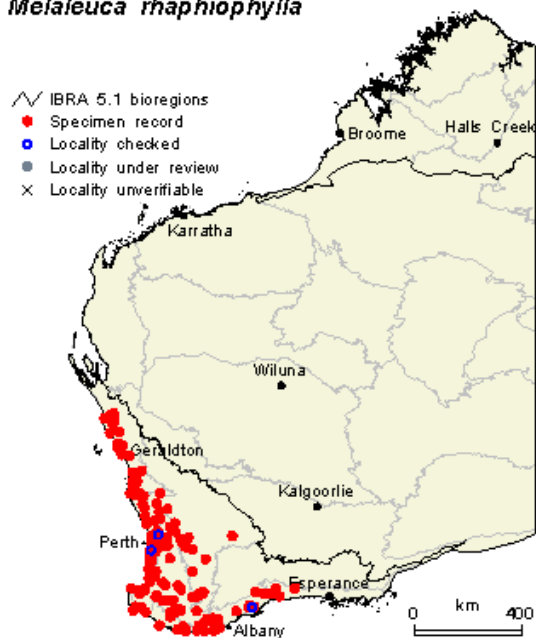 Melaleuca rhaphiophylla
IBRA 5.1 bioregions
Specimen record
Locality checked
Locality under review
Locality unverifiable
Broome
Halls Creek
Karratha
Wiluna
Geraldton
Kalgoorlie
Perth
Esperance
Albany
0 km 400